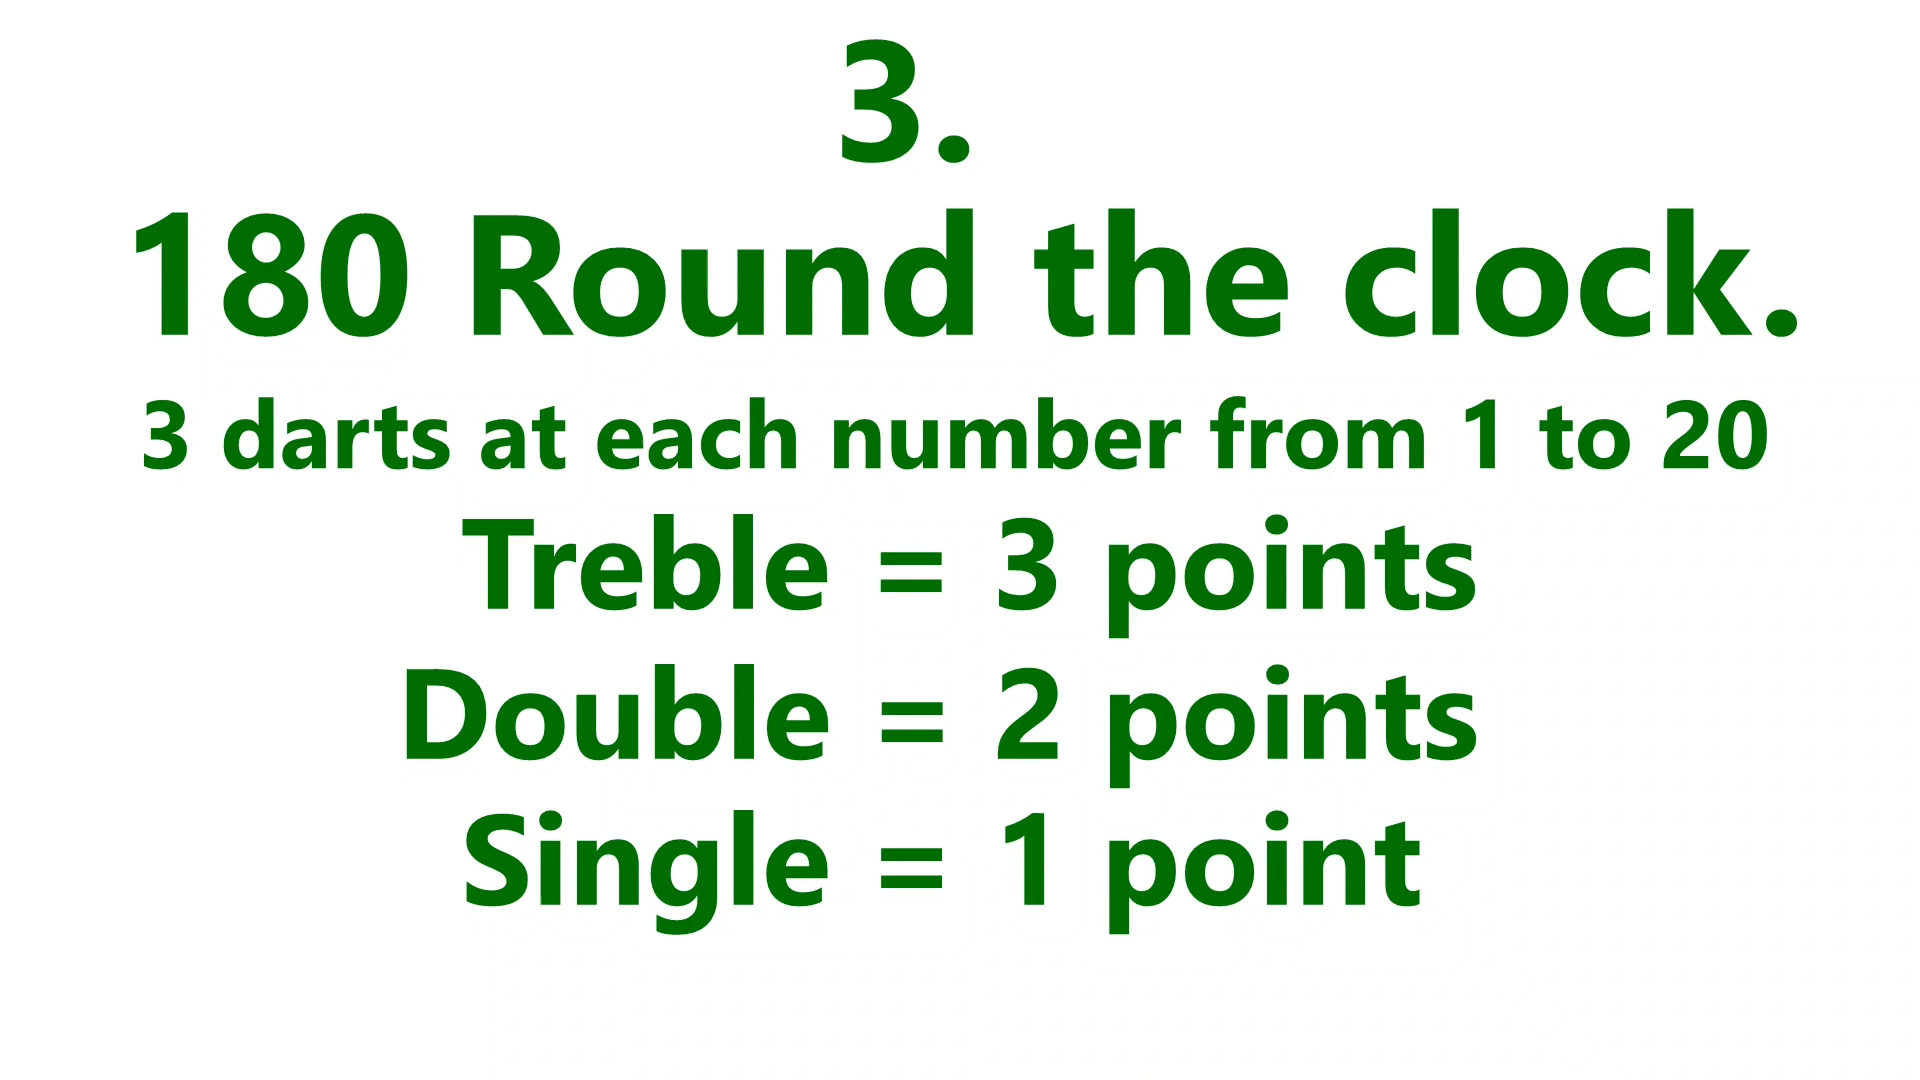 3.
180 Round the clock.
3 darts at each number from 1 to 20
Treble = 3 points
Double = 2 points
Single = 1 point